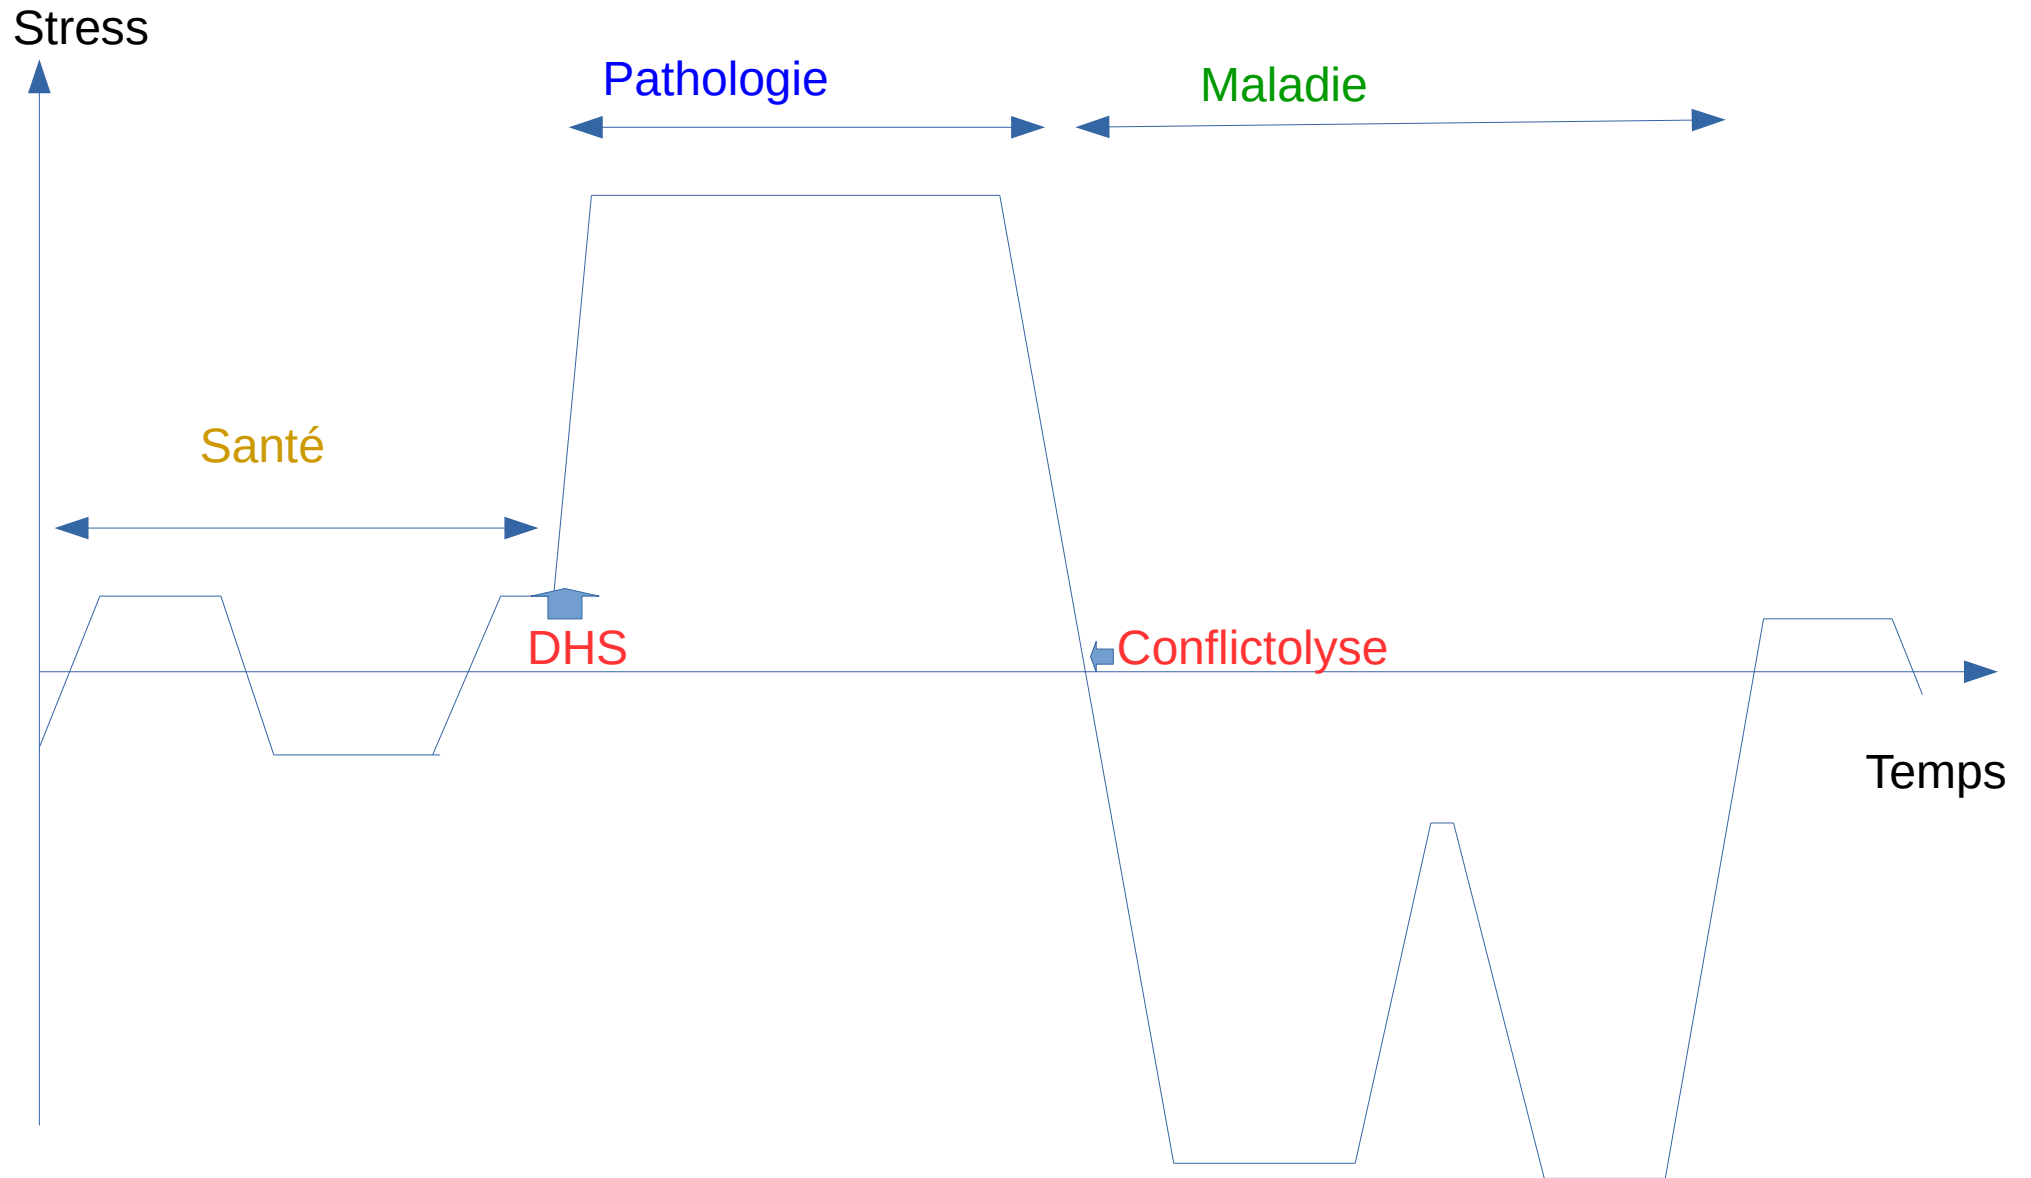 Stress
Pathologie
Maladie
Santé
DHS
Conflictolyse
Temps